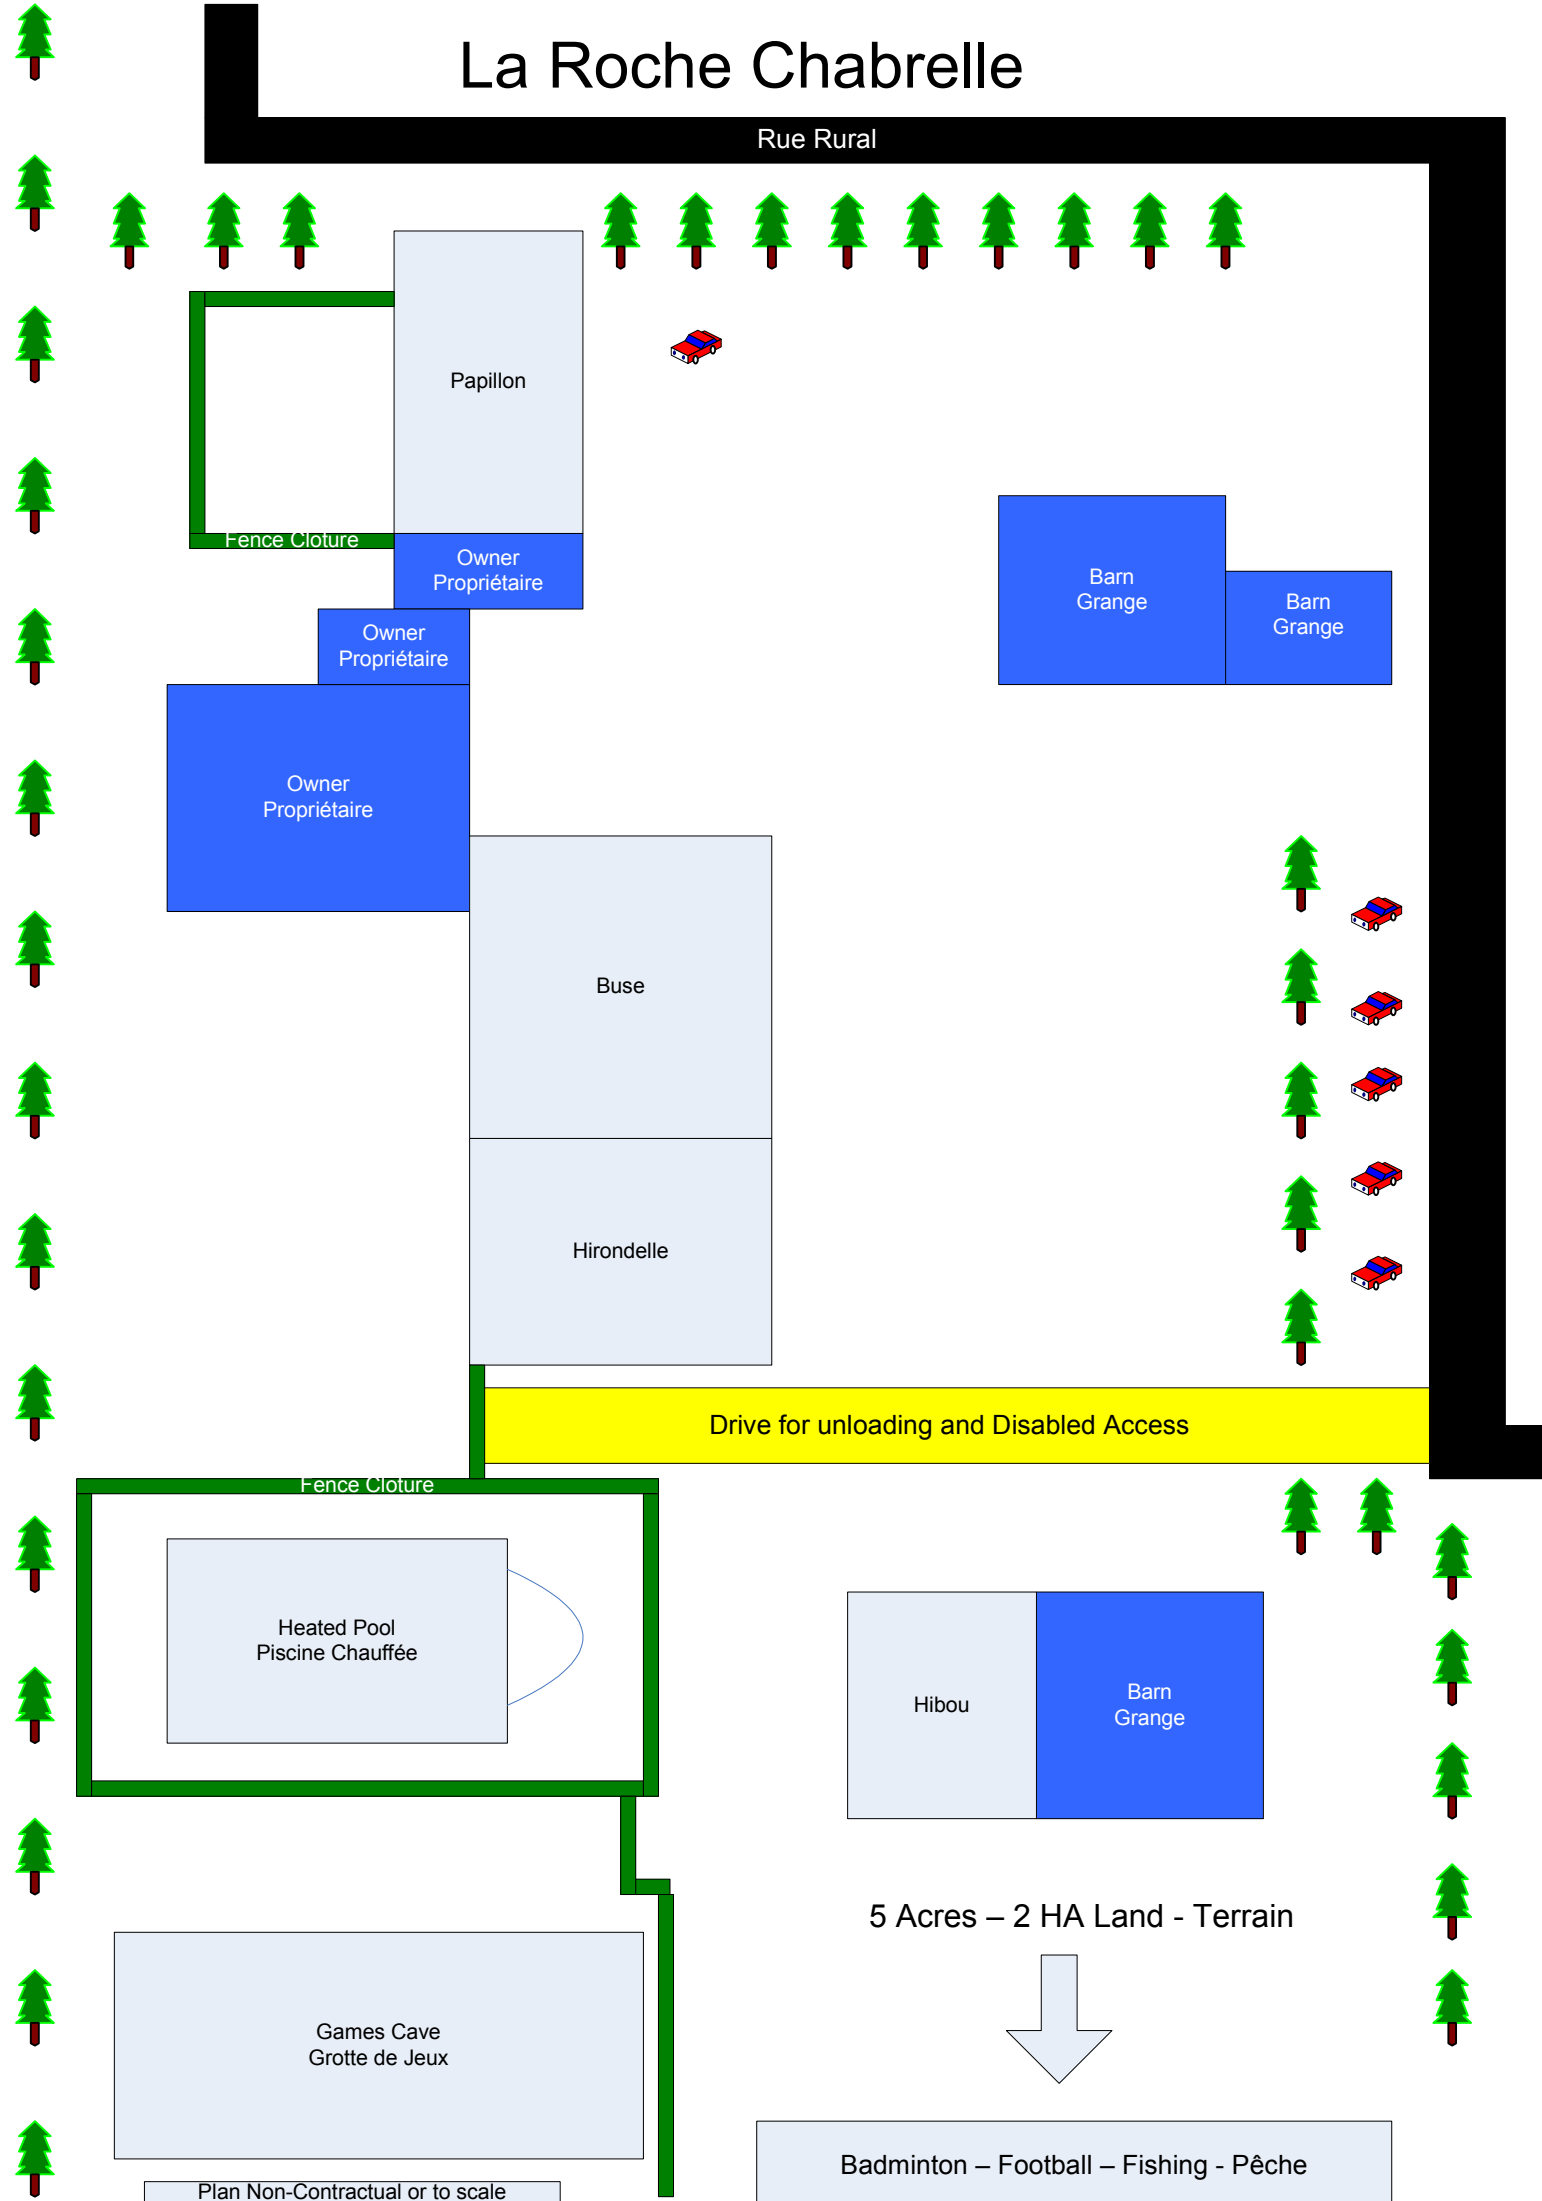 La Roche Chabrelle
Rue Rural
Papillon
Fence Cloture
Owner
Propriétaire
Owner
Propriétaire
Barn
Grange
Barn
Grange
Owner
Propriétaire
Buse
Hirondelle
Drive for unloading and Disabled Access
Fence Cloture
Heated Pool
Piscine Chauffée
Hibou
Barn
Grange
5 Acres – 2 HA Land - Terrain
Games Cave
Grotte de Jeux
Badminton – Football – Fishing - Pêche
Plan Non-Contractual or to scale